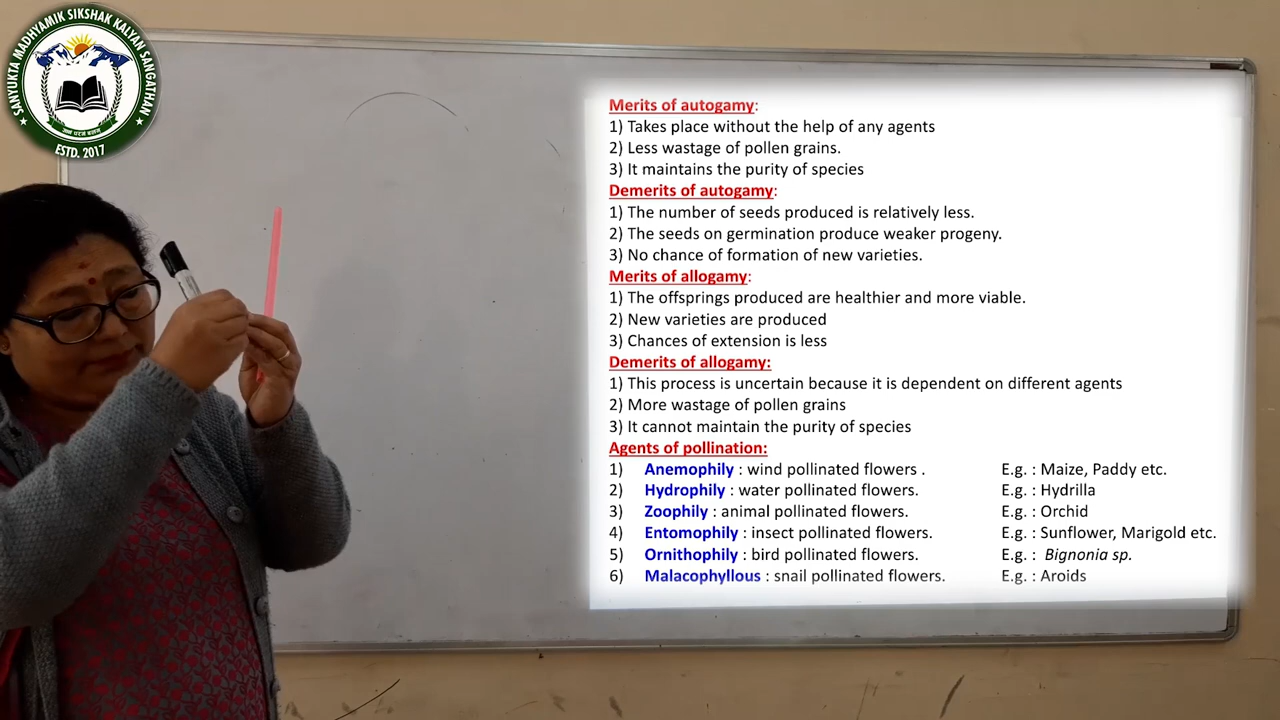 SANYUKTA MADHYAMIK SIKSHAK KALYAN SANGATHAN
ESTD. 2017
Merits of autogamy:
1) Takes place without the help of any agents
2) Less wastage of pollen grains.
3) It maintains the purity of species
Demerits of autogamy:
1) The number of seeds produced is relatively less.
2) The seeds on germination produce weaker progeny.
3) No chance of formation of new varieties.
Merits of allogamy:
1) The offsprings produced are healthier and more viable.
2) New varieties are produced
3) Chances of extension is less
Demerits of allogamy:
1) This process is uncertain because it is dependent on different agents
2) More wastage of pollen grains
3) It cannot maintain the purity of species
Agents of pollination:
1) Anemophily : wind pollinated flowers . E.g. : Maize, Paddy etc.
2) Hydrophily : water pollinated flowers. E.g. : Hydrilla
3) Zoophily : animal pollinated flowers. E.g. : Orchid
4) Entomophily : insect pollinated flowers. E.g. : Sunflower, Marigold etc.
5) Ornithophily : bird pollinated flowers. E.g. : Bignonia sp.
6) Malacophyllous : snail pollinated flowers. E.g. : Aroids